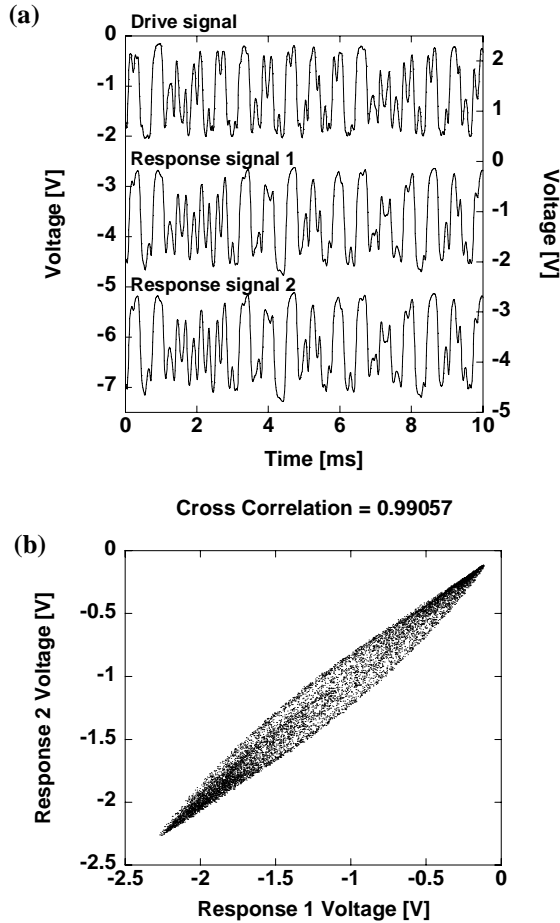 (a)
Drive signal
Response signal 1
Response signal 2
Voltage [V]
0
-1
-2
-3
-4
-5
-6
-7
2
1
0
-1
-2
-3
-4
-5
Voltage [V]
0 2 4 6 8 10
Time [ms]
Cross Correlation = 0.99057
(b)
Response 2 Voltage [V]
0
-0.5
-1
-1.5
-2
-2.5
-2.5 -2 -1.5 -1 -0.5 0
Response 1 Voltage [V]